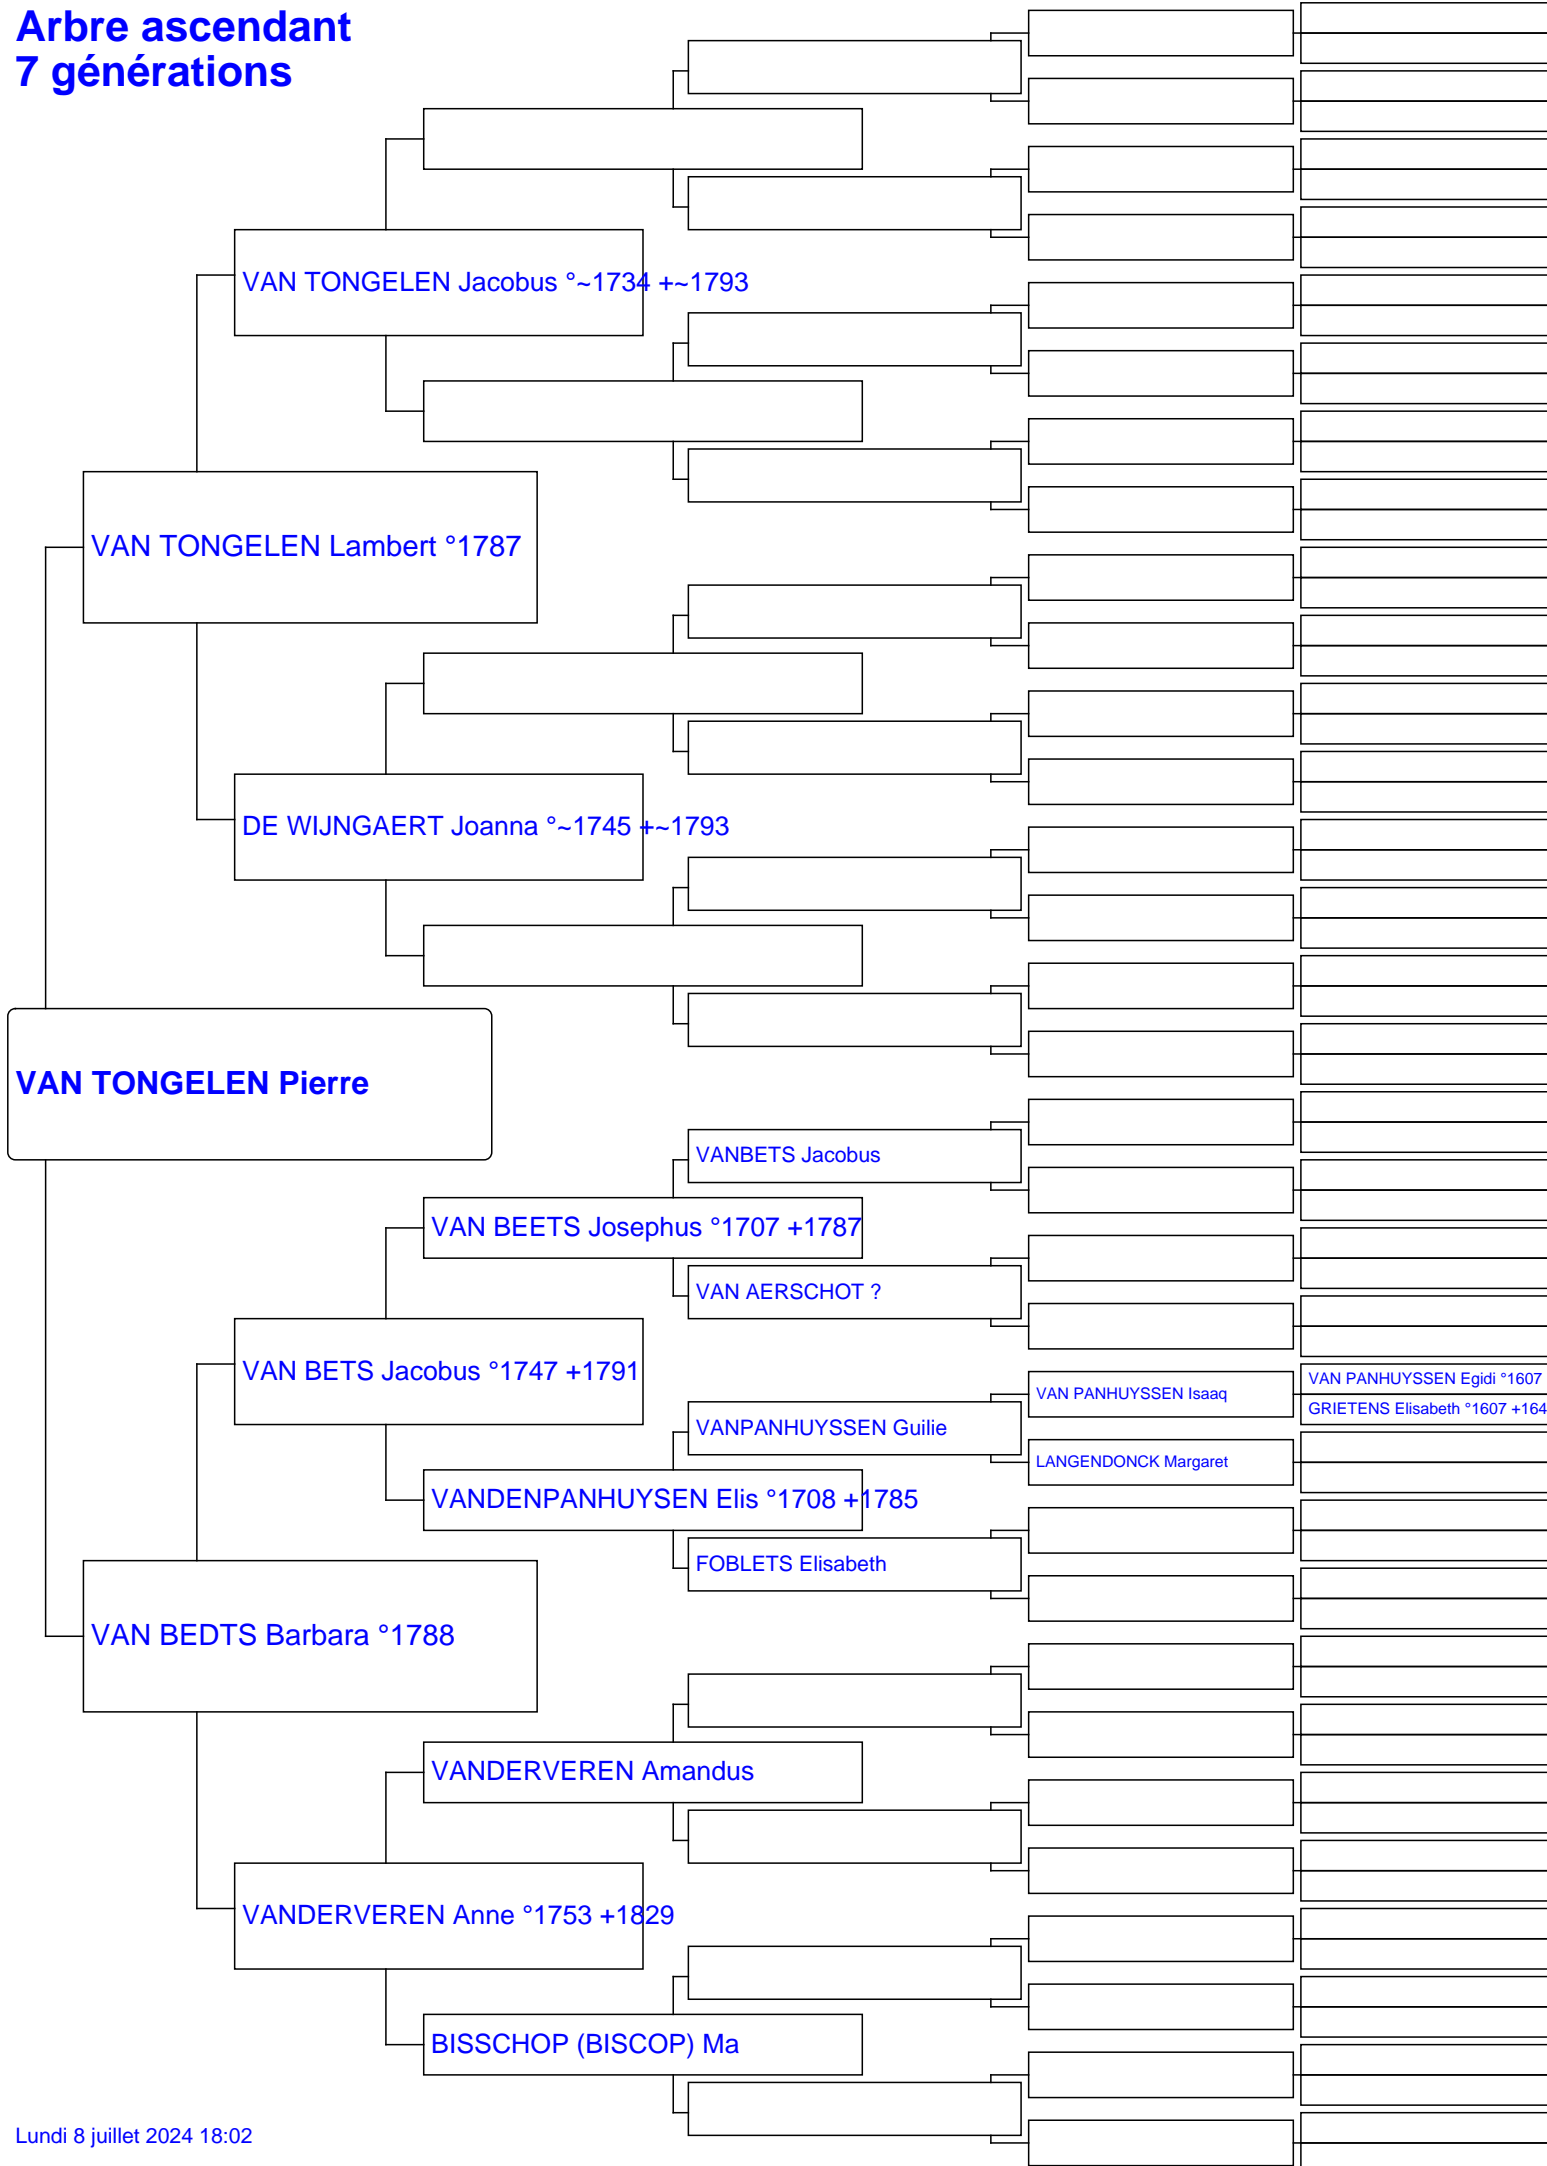 Arbre ascendant
7 générations
VAN TONGELEN Jacobus °~1734 +~1793
VAN TONGELEN Lambert °1787
DE WIJNGAERT Joanna °~1745 +~1793
VAN TONGELEN Pierre
VANBETS Jacobus
VAN BEETS Josephus °1707 +1787
VAN AERSCHOT ?
VAN BETS Jacobus °1747 +1791
VAN PANHUYSSEN Egidi °1607
VAN PANHUYSSEN Isaaq
GRIETENS Elisabeth °1607 +164
VANPANHUYSSEN Guilie
LANGENDONCK Margaret
VANDENPANHUYSEN Elis °1708 +1785
FOBLETS Elisabeth
VAN BEDTS Barbara °1788
VANDERVEREN Amandus
VANDERVEREN Anne °1753 +1829
BISSCHOP (BISCOP) Ma
Lundi 8 juillet 2024 18:02